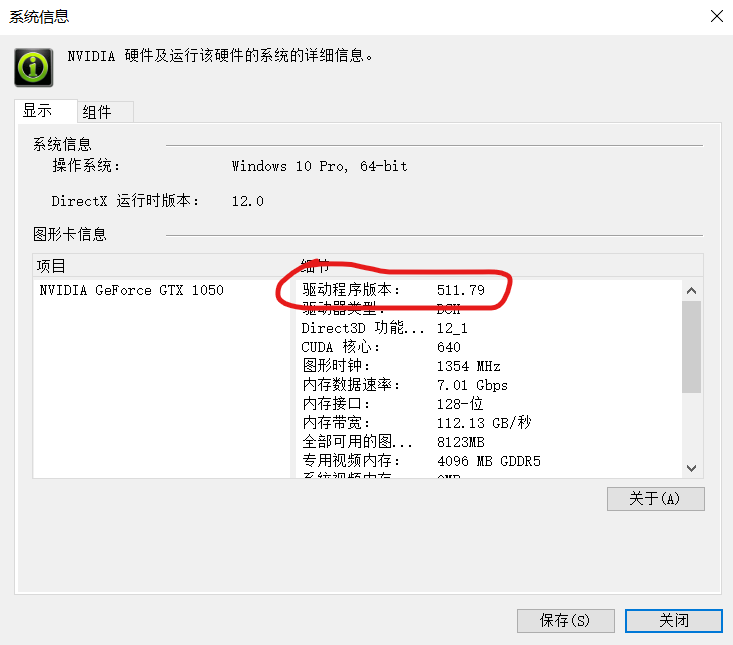 系统信息
NVIDIA 硬件及运行该硬件的系统的详细信息。
显示 组件
系统信息
操作系统: Windows 10 Pro, 64-bit
DirectX 运行时版本: 12.0
图形卡信息
项目 细节
NVIDIA GeForce GTX 1050 驱动程序版本: 511.79
驱动器类型: DCH
Direct3D 功能... 12_1
CUDA 核心: 640
图形时钟: 1354 MHz
内存数据速率: 7.01 Gbps
内存接口: 128-位
内存带宽: 112.13 GB/秒
全部可用的图... 8123MB
专用视频内存: 4096 MB GDDR5
系统视频内存: 0MB
关于(A)
保存(S) 关闭